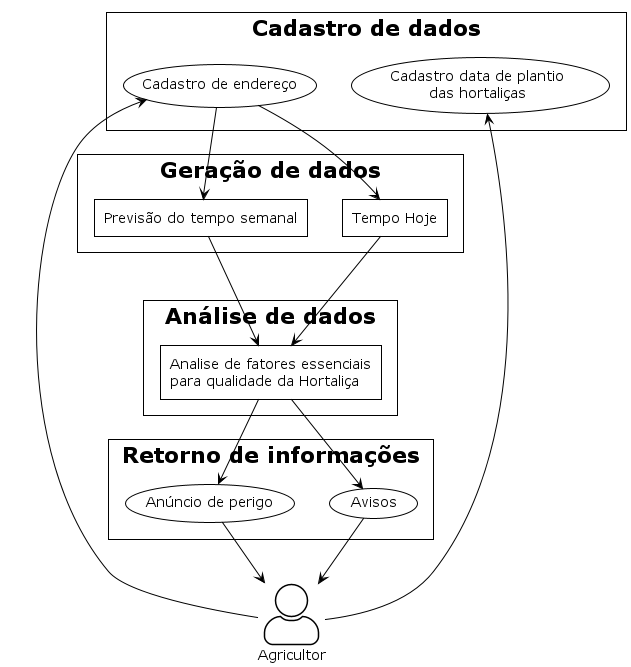 Cadastro de dados
Cadastro de endereço
Cadastro data de plantio
das hortaliças
Geração de dados
Previsão do tempo semanal
Tempo Hoje
Análise de dados
Analise de fatores essenciais
para qualidade da Hortaliça
Retorno de informações
Anúncio de perigo
Avisos
Agricultor